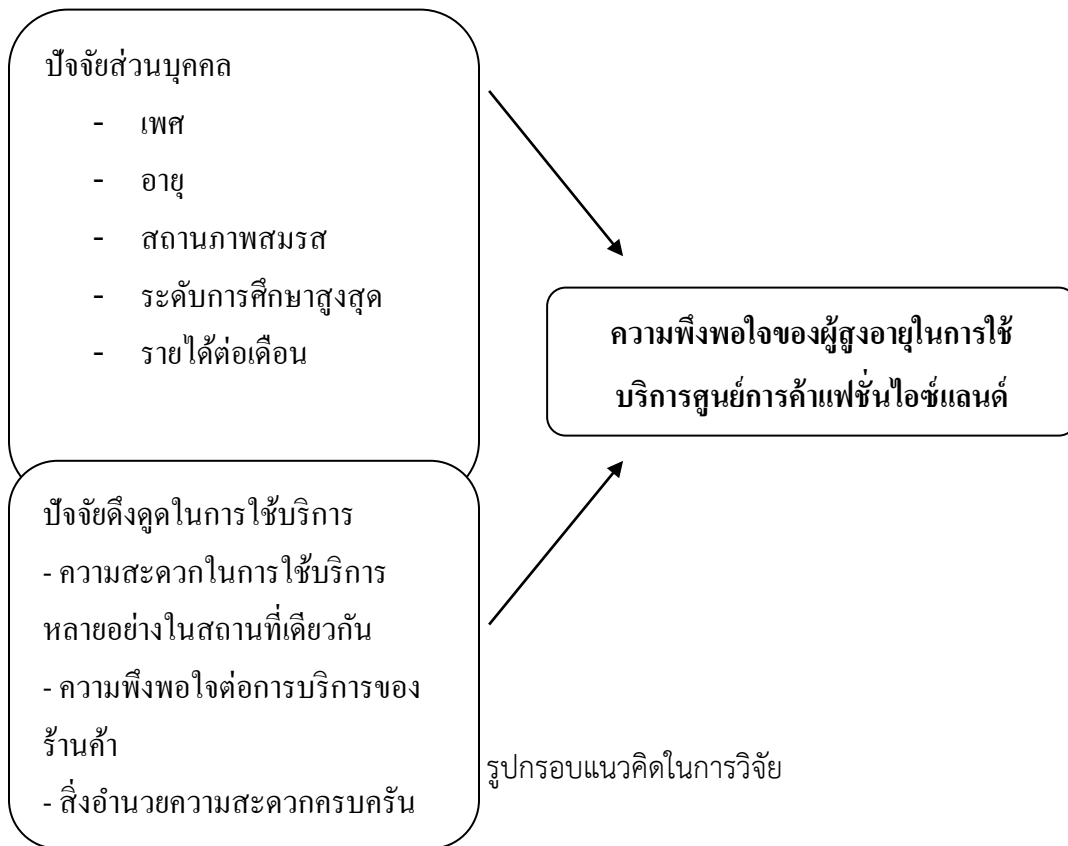 ปัจจัยส่วนบุคคล
- เพศ
- อายุ
- สถานภาพสมรส
- ระดับการศึกษาสูงสุด
- รายได้ต่อเดือน
ความพึงพอใจของผู้สูงอายุในการใช้
บริการศูนย์การค้าแฟชั่นไอซ์แลนด์
ปัจจัยดึงดูดในการใช้บริการ
- ความสะดวกในการใช้บริการ
หลายอย่างในสถานที่เดียวกัน
- ความพึงพอใจต่อการบริการของ
ร้านค้า
- สิ่งอำนวยความสะดวกครบครัน
รูปกรอบแนวคิดในการวิจัย